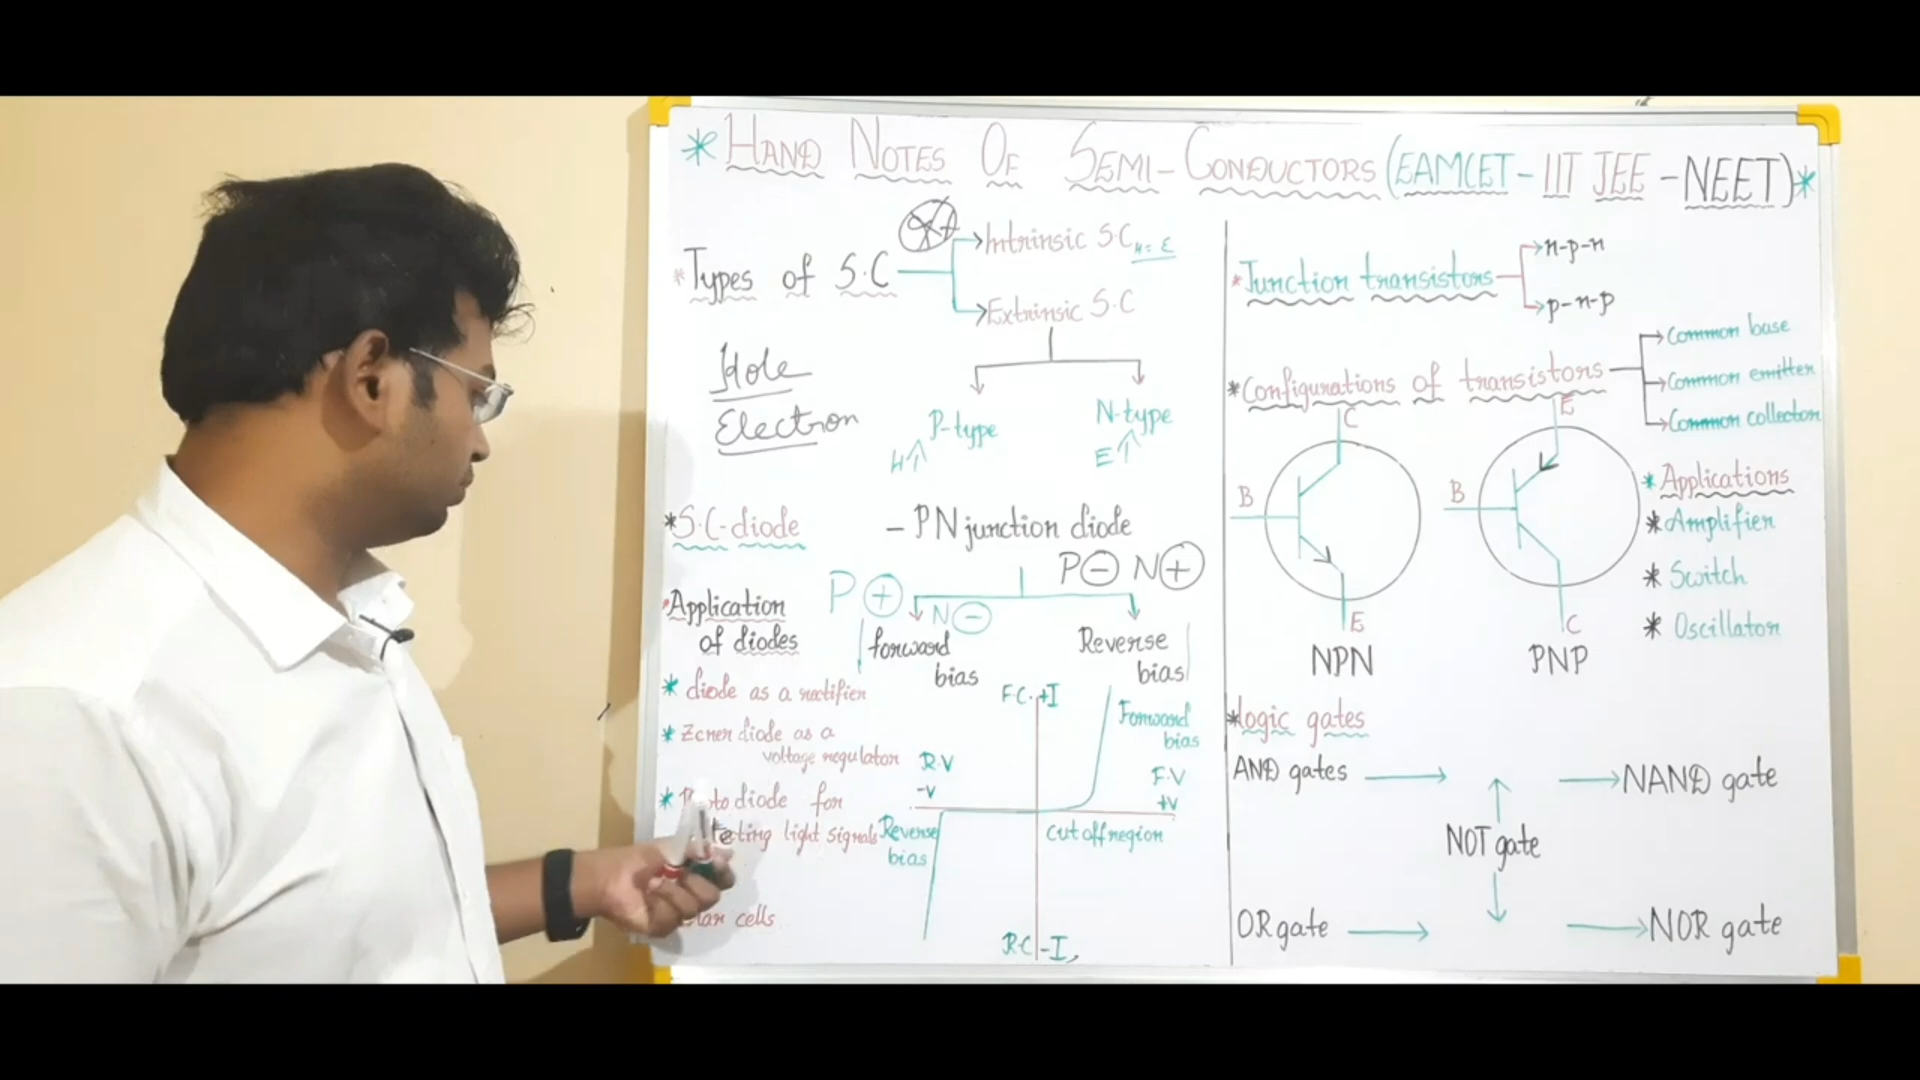 * HAND NOTES OF SEMI-CONDUCTORS (EAMCET - IIT JEE - NEET) *
* Types of S.C
Intrinsic S.C H = E
Extrinsic S.C
Hole
Electron
P-type
H↑
N-type
E↑
* S.C-diode
- PN junction diode
P ⊕ N ⊖
P ⊖ N ⊕
forward
bias
Reverse
bias
* Application
of diodes
* diode as a rectifier
* Zener diode as a
voltage regulator
* diode for
light signals
cells
F.C. +I
Forward
bias
R.V
-V
F.V
+V
Reverse
bias
cut off region
R.C -I
* Junction transistors
n-p-n
p-n-p
* Configurations of transistors
Common base
Common emitter
Common collector
C
B
E
NPN
E
B
C
PNP
* Applications
* Amplifier
* Switch
* Oscillator
* logic gates
AND gates → → NAND gate
NOT gate
OR gate → → NOR gate